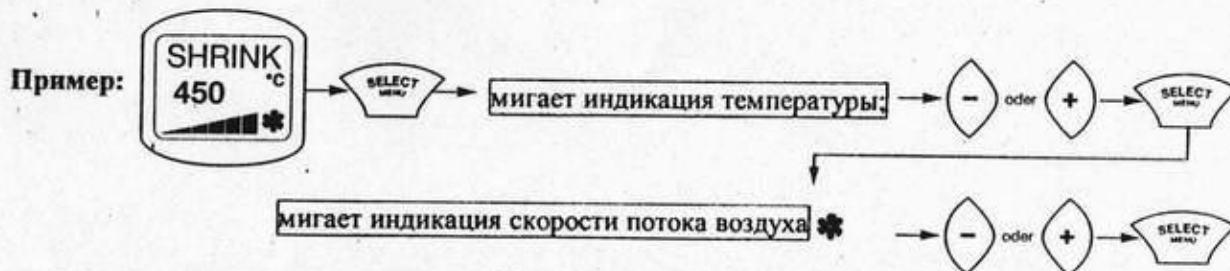 Пример:
SHRINK
450 °C
SELECT
MENU
мигает индикация температуры;
- oder +
SELECT
MENU
мигает индикация скорости потока воздуха
- oder +
SELECT
MENU